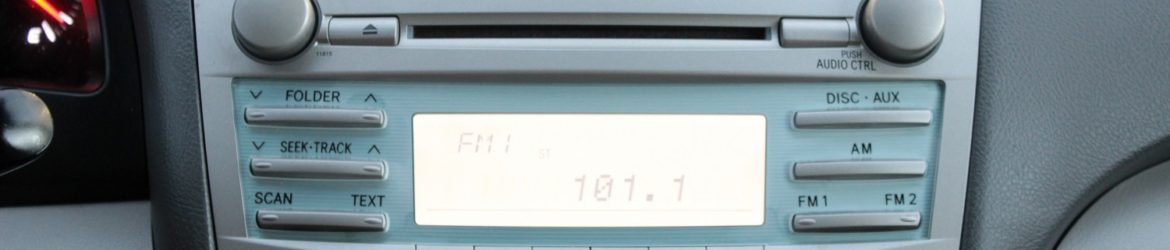 11815
PUSH
AUDIO CTRL
FOLDER
DISC · AUX
SEEK·TRACK
AM
SCAN
TEXT
FM 1
FM 2
FM1
ST
101.1